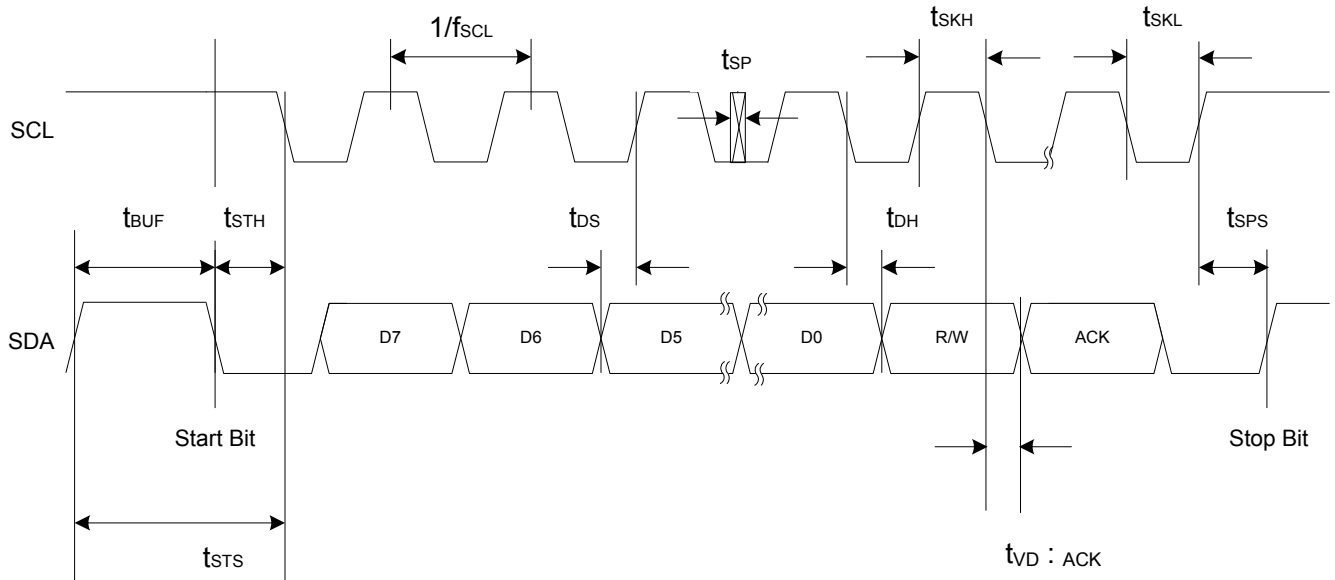 1/fSCL
tSKH
tSKL
tSP
SCL
tBUF
tSTH
tDS
tDH
tSPS
SDA
D7
D6
D5
D0
R/W
ACK
Start Bit
Stop Bit
tSTS
tVD : ACK